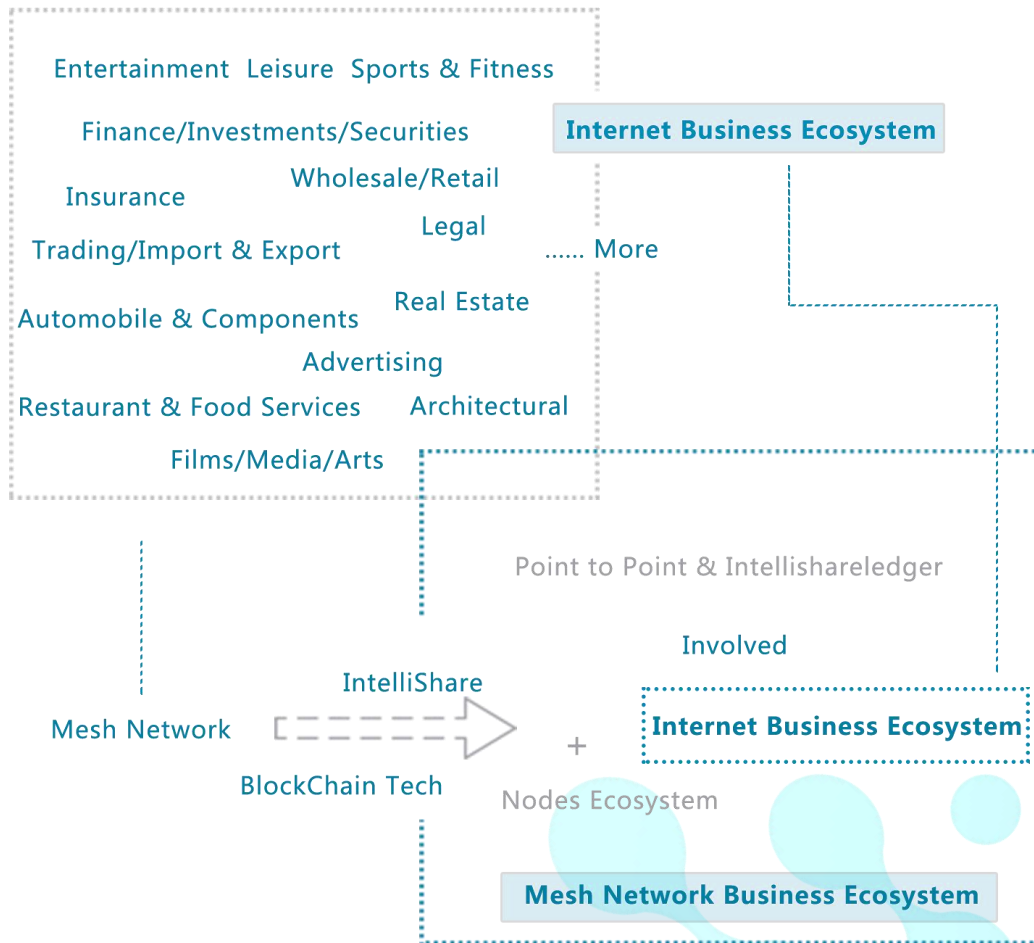 Entertainment Leisure Sports & Fitness
Finance/Investments/Securities
Internet Business Ecosystem
Wholesale/Retail
Insurance
Legal
Trading/Import & Export
...... More
Real Estate
Automobile & Components
Advertising
Restaurant & Food Services
Architectural
Films/Media/Arts
Point to Point & Intellishareledger
Involved
IntelliShare
Mesh Network
Internet Business Ecosystem
+
BlockChain Tech
Nodes Ecosystem
Mesh Network Business Ecosystem